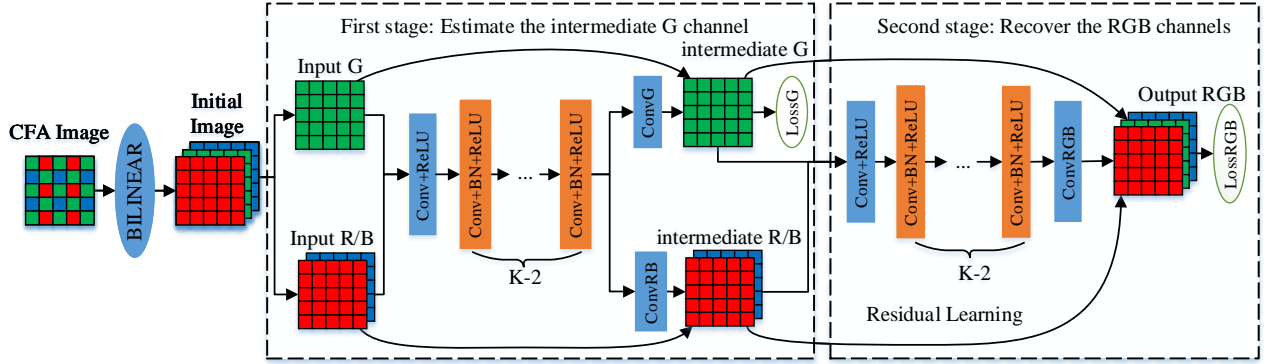 First stage: Estimate the intermediate G channel
Second stage: Recover the RGB channels
CFA Image
BILINEAR
Initial
Image
Input G
Input R/B
Conv+ReLU
Conv+BN+ReLU
...
Conv+BN+ReLU
K-2
ConvG
ConvRB
intermediate G
intermediate R/B
LossG
Conv+ReLU
Conv+BN+ReLU
...
Conv+BN+ReLU
K-2
ConvRGB
Output RGB
LossRGB
Residual Learning